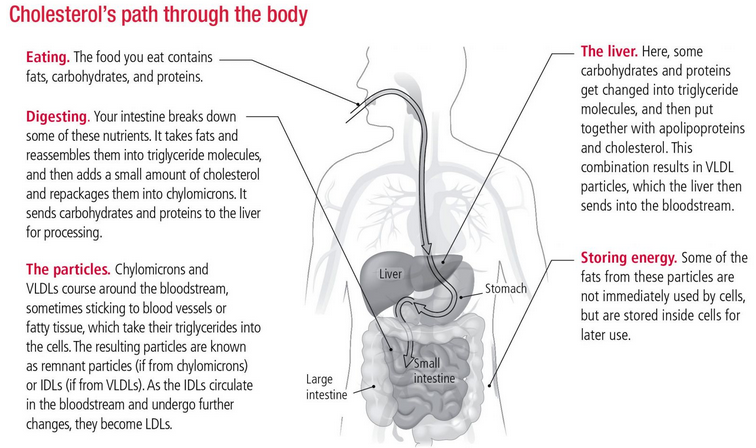 Cholesterol's path through the body
Eating. The food you eat contains
fats, carbohydrates, and proteins.
Digesting. Your intestine breaks down
some of these nutrients. It takes fats and
reassembles them into triglyceride molecules,
and then adds a small amount of cholesterol
and repackages them into chylomicrons. It
sends carbohydrates and proteins to the liver
for processing.
The particles. Chylomicrons and
VLDLs course around the bloodstream,
sometimes sticking to blood vessels or
fatty tissue, which take their triglycerides into
the cells. The resulting particles are known
as remnant particles (if from chylomicrons)
or IDLs (if from VLDLs). As the IDLs circulate
in the bloodstream and undergo further
changes, they become LDLs.
Liver
Stomach
Small
intestine
Large
intestine
The liver. Here, some
carbohydrates and proteins
get changed into triglyceride
molecules, and then put
together with apolipoproteins
and cholesterol. This
combination results in VLDL
particles, which the liver then
sends into the bloodstream.
Storing energy. Some of the
fats from these particles are
not immediately used by cells,
but are stored inside cells for
later use.